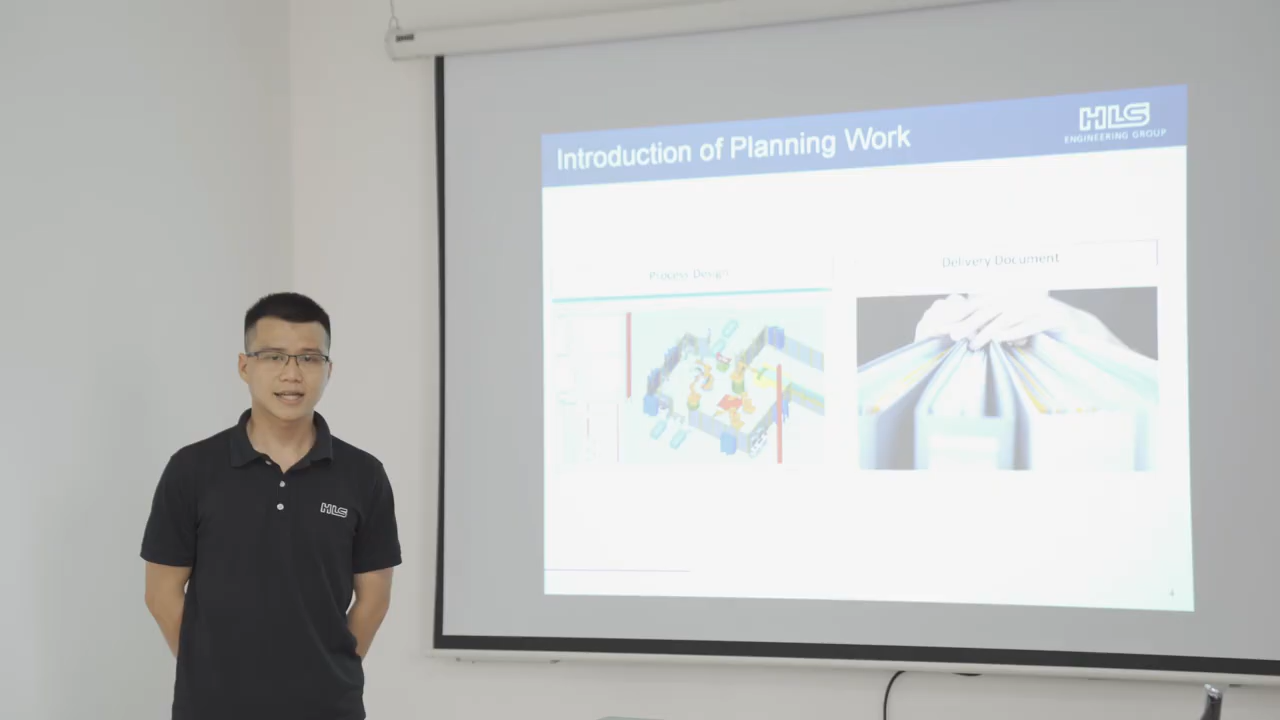 Introduction of Planning Work
HLS
ENGINEERING GROUP
Process Design
Delivery Document
HLS